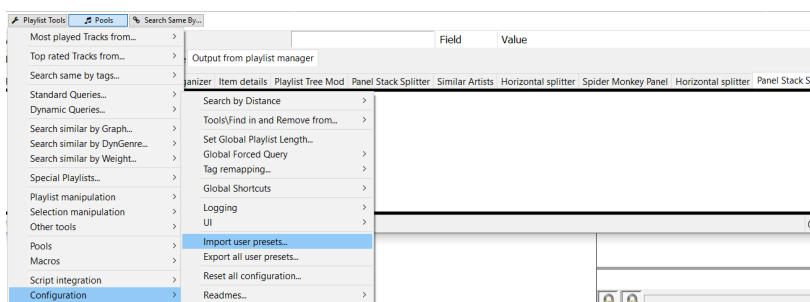 Playlist Tools Pools Search Same By...
Most played Tracks from...
Top rated Tracks from...
Search same by tags...
Standard Queries...
Dynamic Queries...
Search similar by Graph...
Search similar by DynGenre...
Search similar by Weight...
Special Playlists...
Playlist manipulation
Selection manipulation
Other tools
Pools
Macros
Script integration
Configuration
Field Value
Output from playlist manager
anizer Item details Playlist Tree Mod Panel Stack Splitter Similar Artists Horizontal splitter Spider Monkey Panel Horizontal splitter Panel Stack S
Search by Distance
Tools\Find in and Remove from...
Set Global Playlist Length...
Global Forced Query
Tag remapping...
Global Shortcuts
Logging
UI
Import user presets...
Export all user presets...
Reset all configuration...
Readmes...